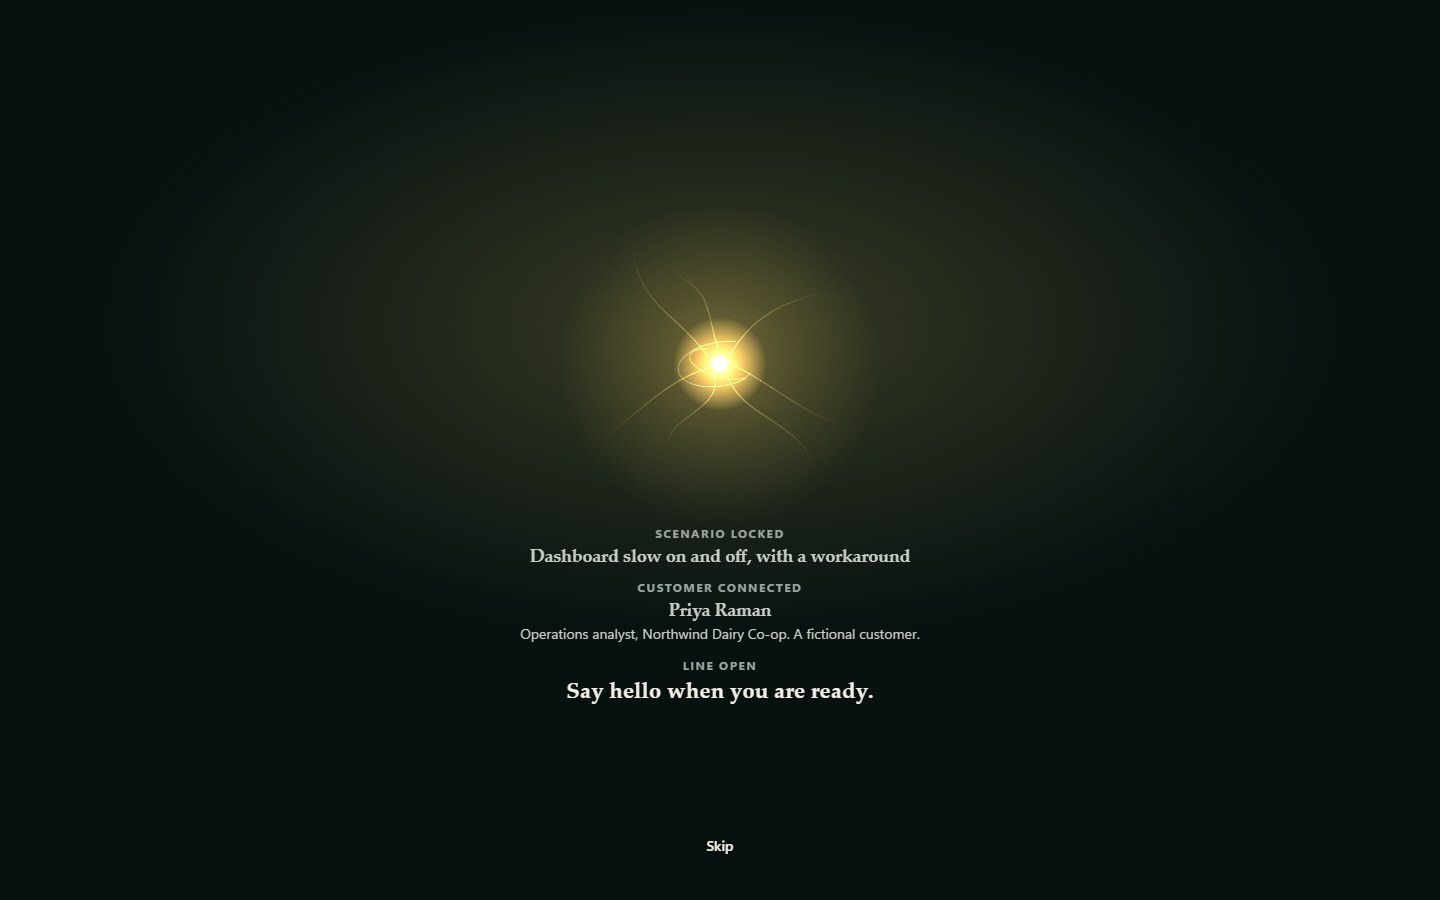 SCENARIO LOCKED
Dashboard slow on and off, with a workaround
CUSTOMER CONNECTED
Priya Raman
Operations analyst, Northwind Dairy Co-op. A fictional customer.
LINE OPEN
Say hello when you are ready.
Skip